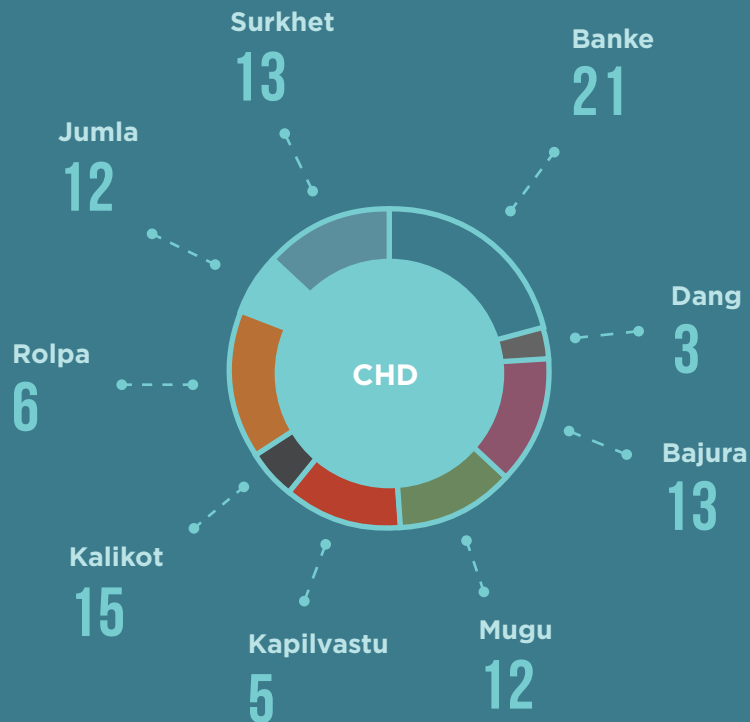 Surkhet
13
Banke
21
Jumla
12
Dang
3
Rolpa
6
CHD
Bajura
13
Kalikot
15
Kapilvastu
5
Mugu
12